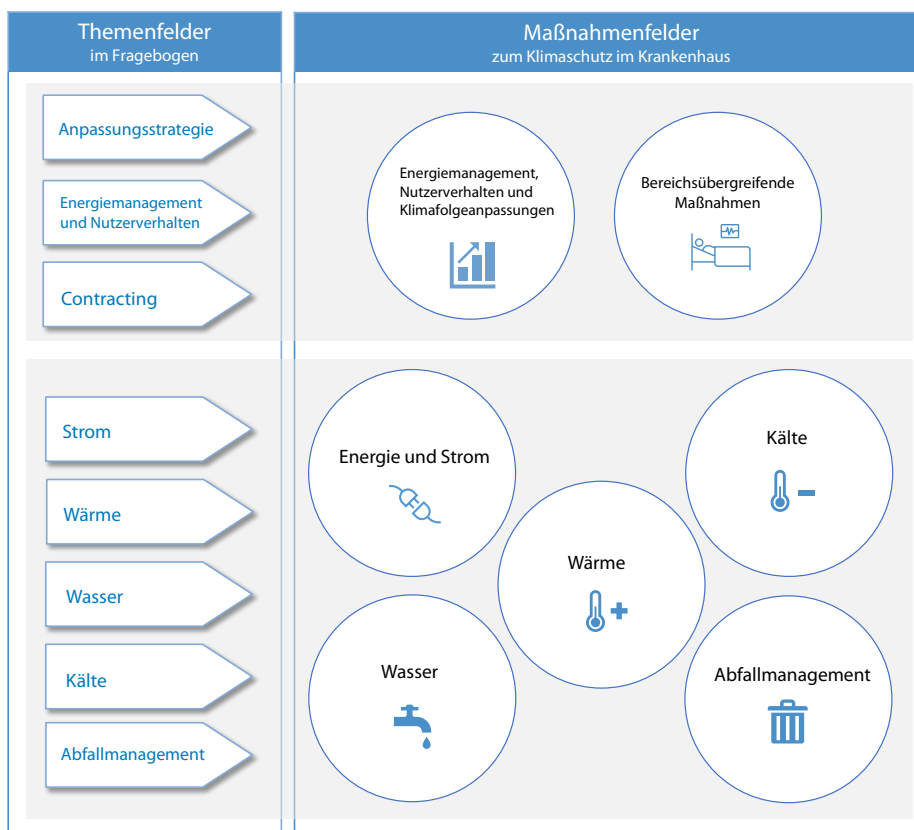 Themenfelder
im Fragebogen
Maßnahmenfelder
zum Klimaschutz im Krankenhaus
Anpassungsstrategie
Energiemanagement
und Nutzerverhalten
Contracting
Energiemanagement,
Nutzerverhalten und
Klimafolgeanpassungen
Bereichsübergreifende
Maßnahmen
Strom
Wärme
Wasser
Kälte
Abfallmanagement
Energie und Strom
Kälte
Wärme
Wasser
Abfallmanagement